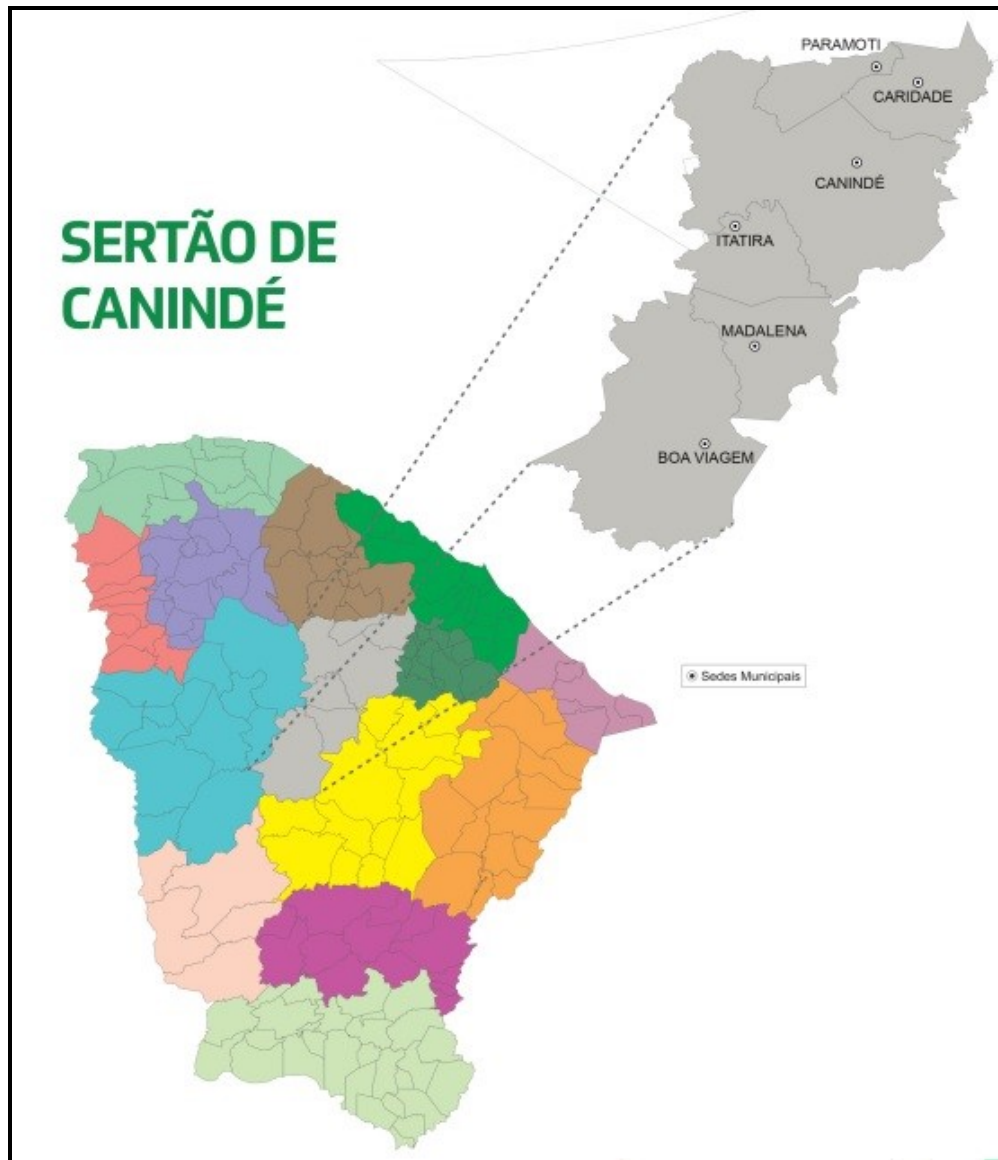 SERTÃO DE
CANINDÉ
PARAMOTI
CARIDADE
CANINDÉ
ITATIRA
MADALENA
BOA VIAGEM
Sedes Municipais